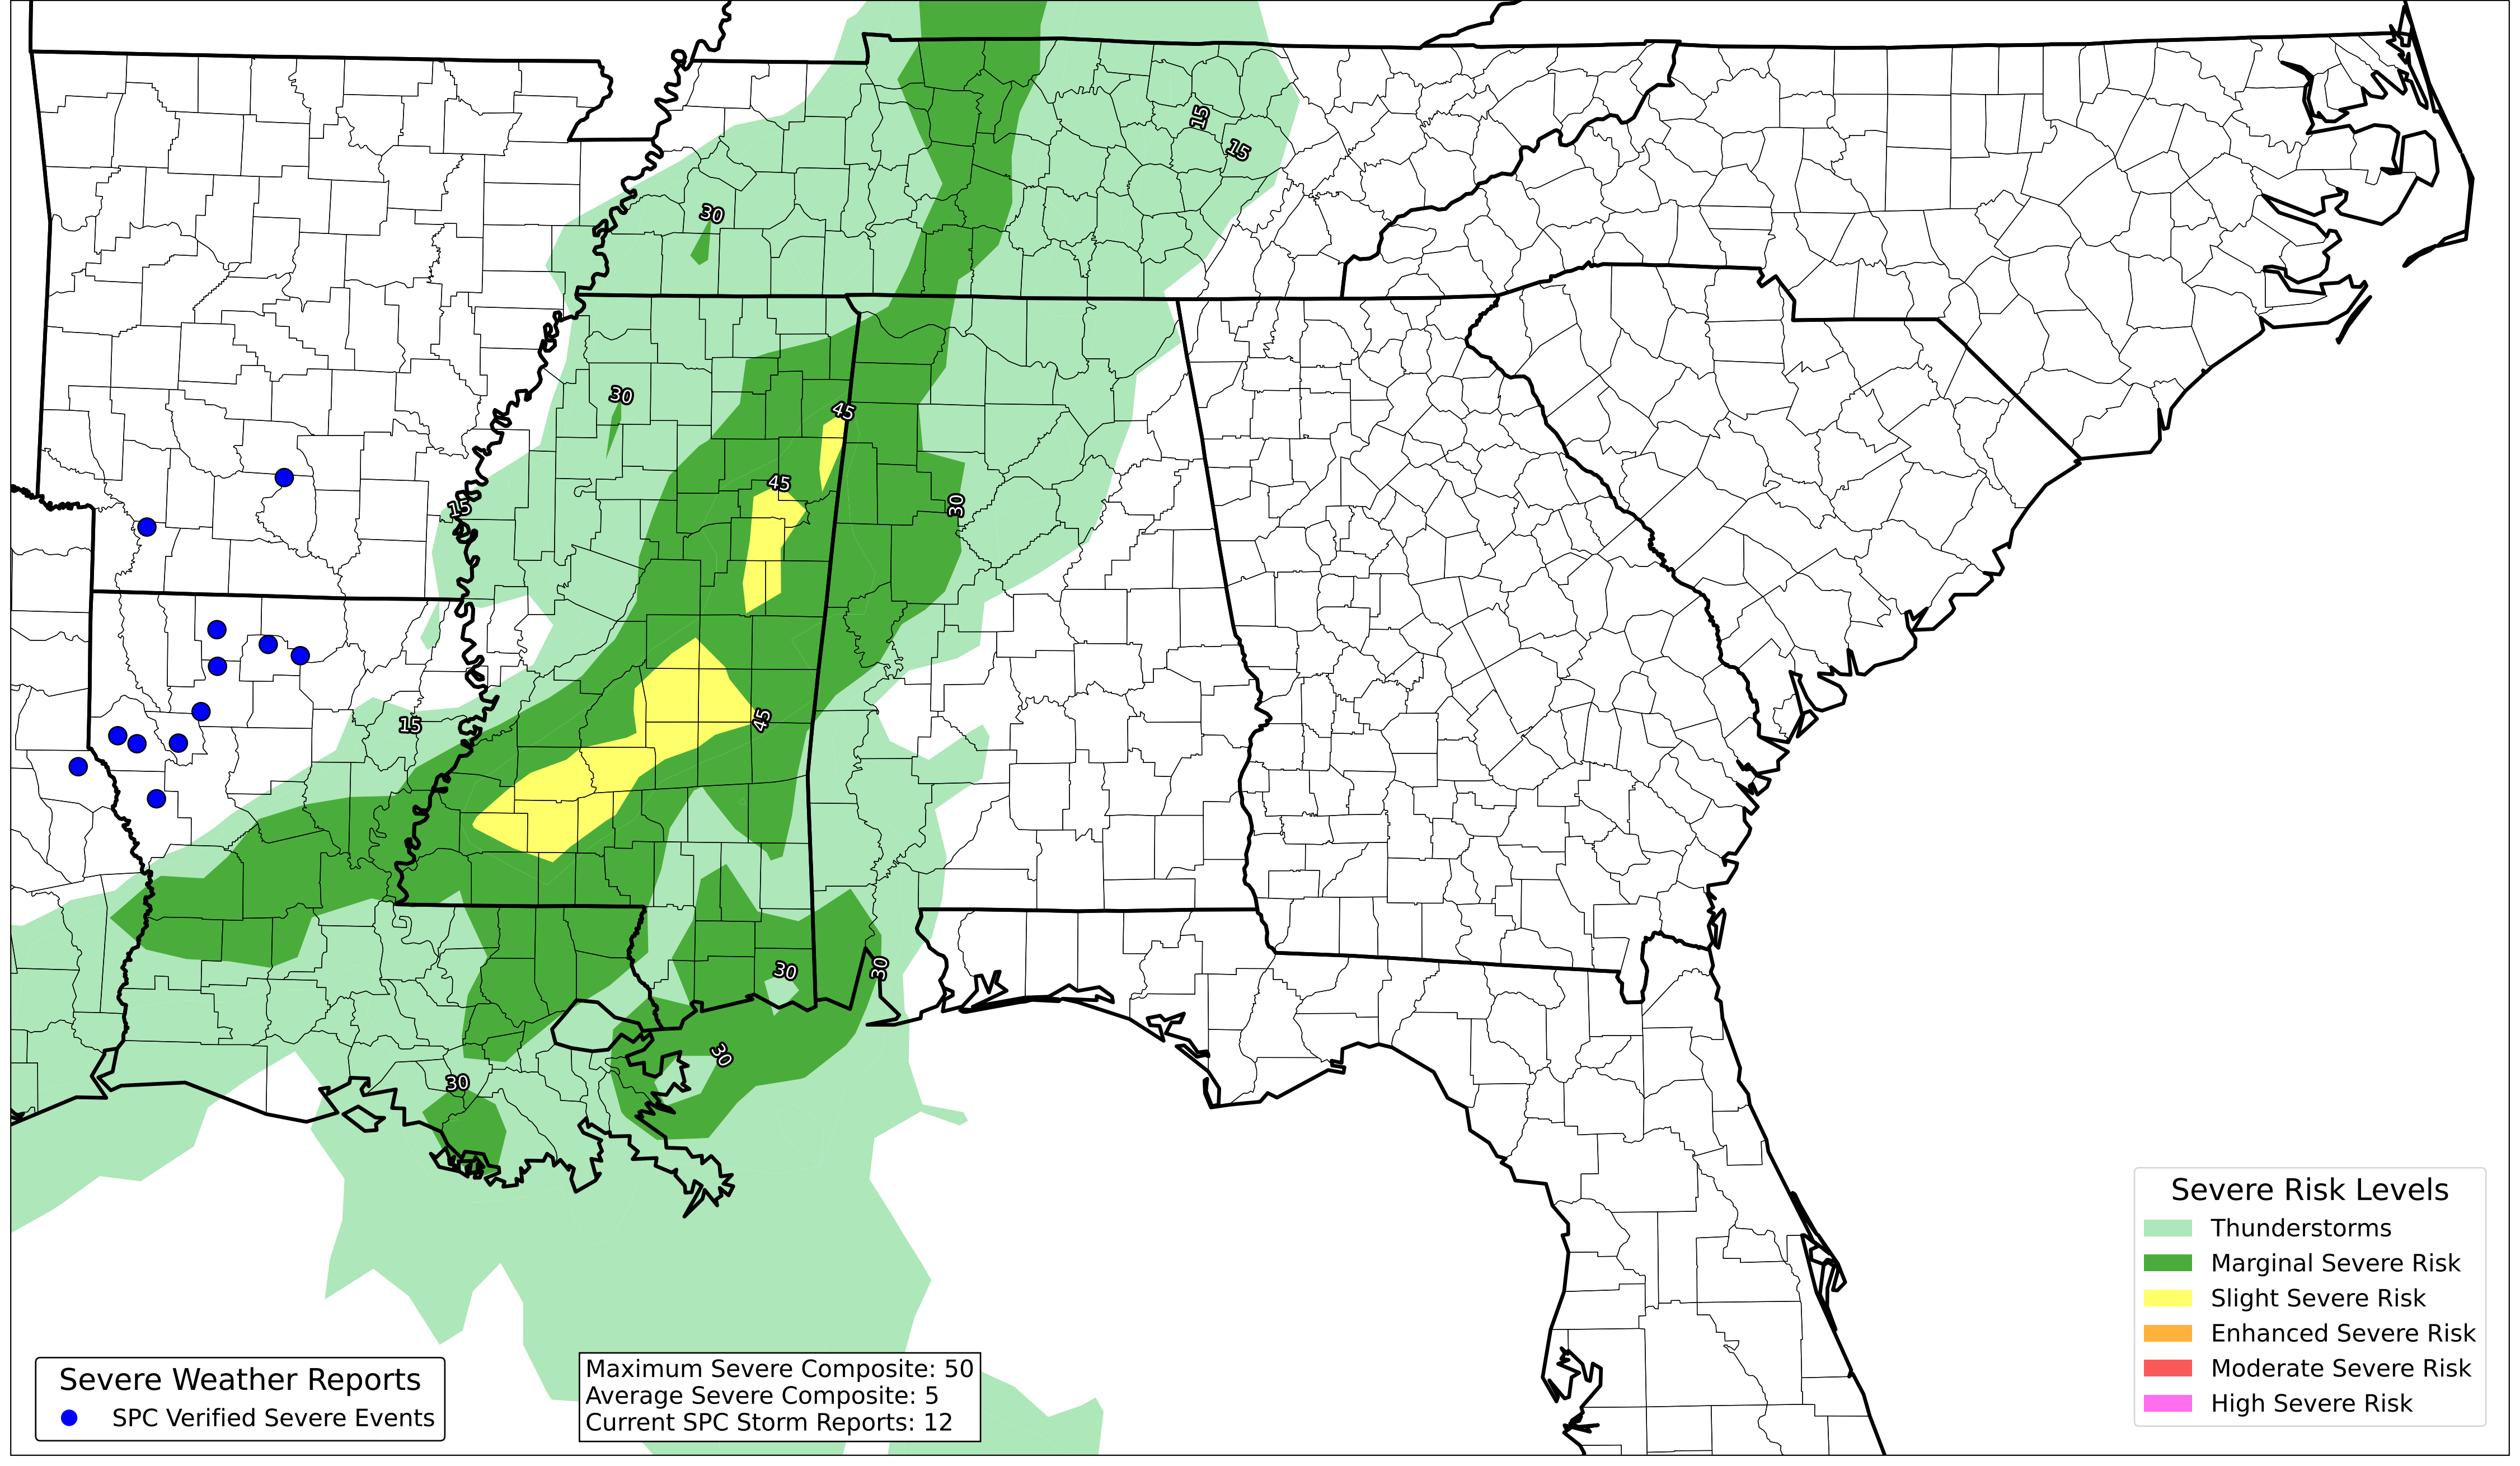 15
15
30
30
45
45
30
15
15
45
30
30
30
30
Severe Risk Levels
Thunderstorms
Marginal Severe Risk
Slight Severe Risk
Enhanced Severe Risk
Moderate Severe Risk
High Severe Risk
Severe Weather Reports
SPC Verified Severe Events
Maximum Severe Composite: 50
Average Severe Composite: 5
Current SPC Storm Reports: 12